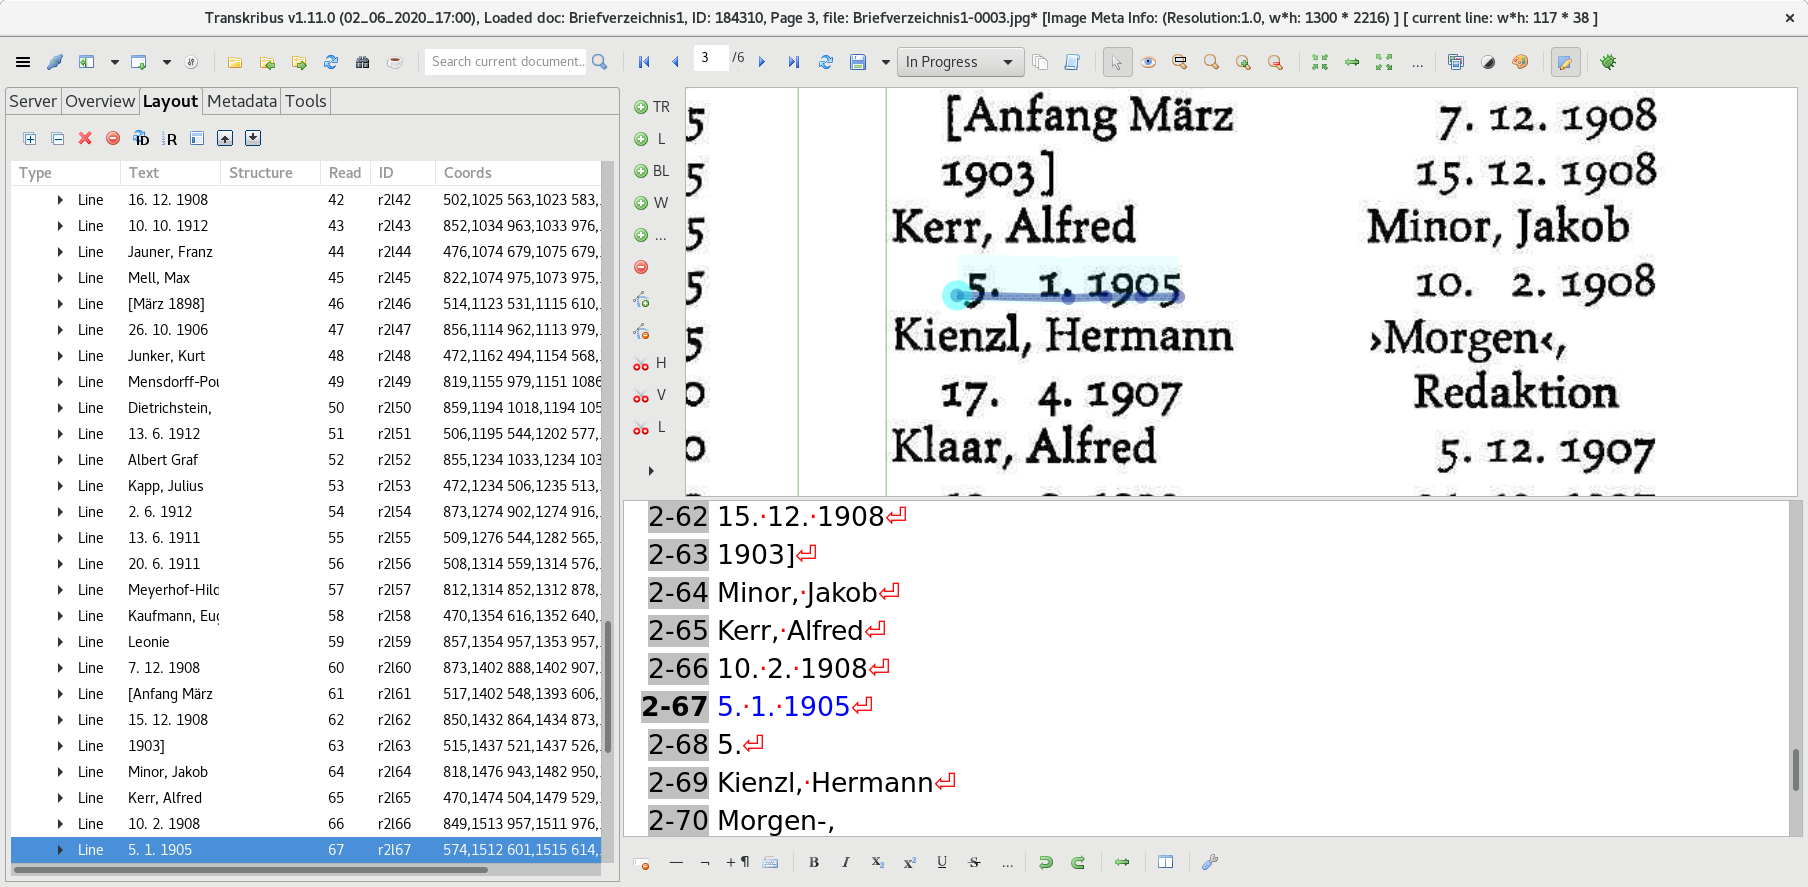 Transkribus v1.11.0 (02_06_2020_17:00), Loaded doc: Briefverzeichnis1, ID: 184310, Page 3, file: Briefverzeichnis1-0003.jpg* [Image Meta Info: (Resolution:1.0, w*h: 1300 * 2216) ] [ current line: w*h: 117 * 38 ]
Search current document..
3 /6
In Progress
Server Overview Layout Metadata Tools
ID R
Type Text Structure Read ID Coords
Line 16. 12. 1908 42 r2l42 502,1025 563,1023 583,
Line 10. 10. 1912 43 r2l43 852,1034 963,1033 976,
Line Jauner, Franz 44 r2l44 476,1074 679,1075 679,
Line Mell, Max 45 r2l45 822,1074 975,1073 975,
Line [März 1898] 46 r2l46 514,1123 531,1115 610,
Line 26. 10. 1906 47 r2l47 856,1114 962,1113 979,
Line Junker, Kurt 48 r2l48 472,1162 494,1154 568,
Line Mensdorff-Pou 49 r2l49 819,1155 979,1151 1086
Line Dietrichstein, 50 r2l50 859,1194 1018,1194 105
Line 13. 6. 1912 51 r2l51 506,1195 544,1202 577,
Line Albert Graf 52 r2l52 855,1234 1033,1234 103
Line Kapp, Julius 53 r2l53 472,1234 506,1235 513,
Line 2. 6. 1912 54 r2l54 873,1274 902,1274 916,
Line 13. 6. 1911 55 r2l55 509,1276 544,1282 565,
Line 20. 6. 1911 56 r2l56 508,1314 559,1314 576,
Line Meyerhof-Hild 57 r2l57 812,1314 852,1312 878,
Line Kaufmann, Eug 58 r2l58 470,1354 616,1352 640,
Line Leonie 59 r2l59 857,1354 957,1353 957,
Line 7. 12. 1908 60 r2l60 873,1402 888,1402 907,
Line [Anfang März 61 r2l61 517,1402 548,1393 606,
Line 15. 12. 1908 62 r2l62 850,1432 864,1434 873,
Line 1903] 63 r2l63 515,1437 521,1437 526,
Line Minor, Jakob 64 r2l64 818,1476 943,1482 950,
Line Kerr, Alfred 65 r2l65 470,1474 504,1479 529,
Line 10. 2. 1908 66 r2l66 849,1513 957,1511 976,
Line 5. 1. 1905 67 r2l67 574,1512 601,1515 614,
TR
L
BL
W
...
H
V
L
5
5
5
5
5
0
0
[Anfang März
1903]
Kerr, Alfred
5. 1. 1905
Kienzl, Hermann
17. 4. 1907
Klaar, Alfred
7. 12. 1908
15. 12. 1908
Minor, Jakob
10. 2. 1908
›Morgen‹,
Redaktion
5. 12. 1907
2-62 15.·12.·1908
2-63 1903]
2-64 Minor,·Jakob
2-65 Kerr,·Alfred
2-66 10.·2.·1908
2-67 5.·1.·1905
2-68 5.
2-69 Kienzl,·Hermann
2-70 Morgen-,
— ¬ + ¶ B I X₂ x² U S ...